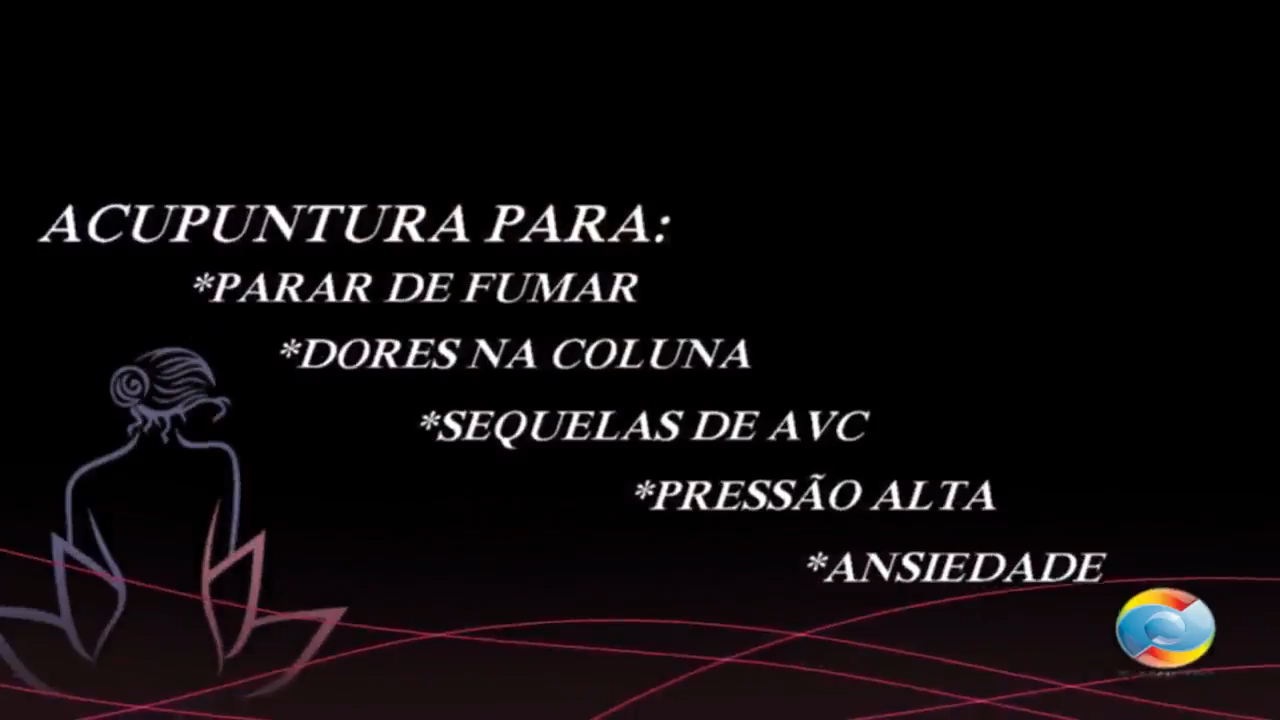 ACUPUNTURA PARA:
*PARAR DE FUMAR
*DORES NA COLUNA
*SEQUELAS DE AVC
*PRESSÃO ALTA
*ANSIEDADE